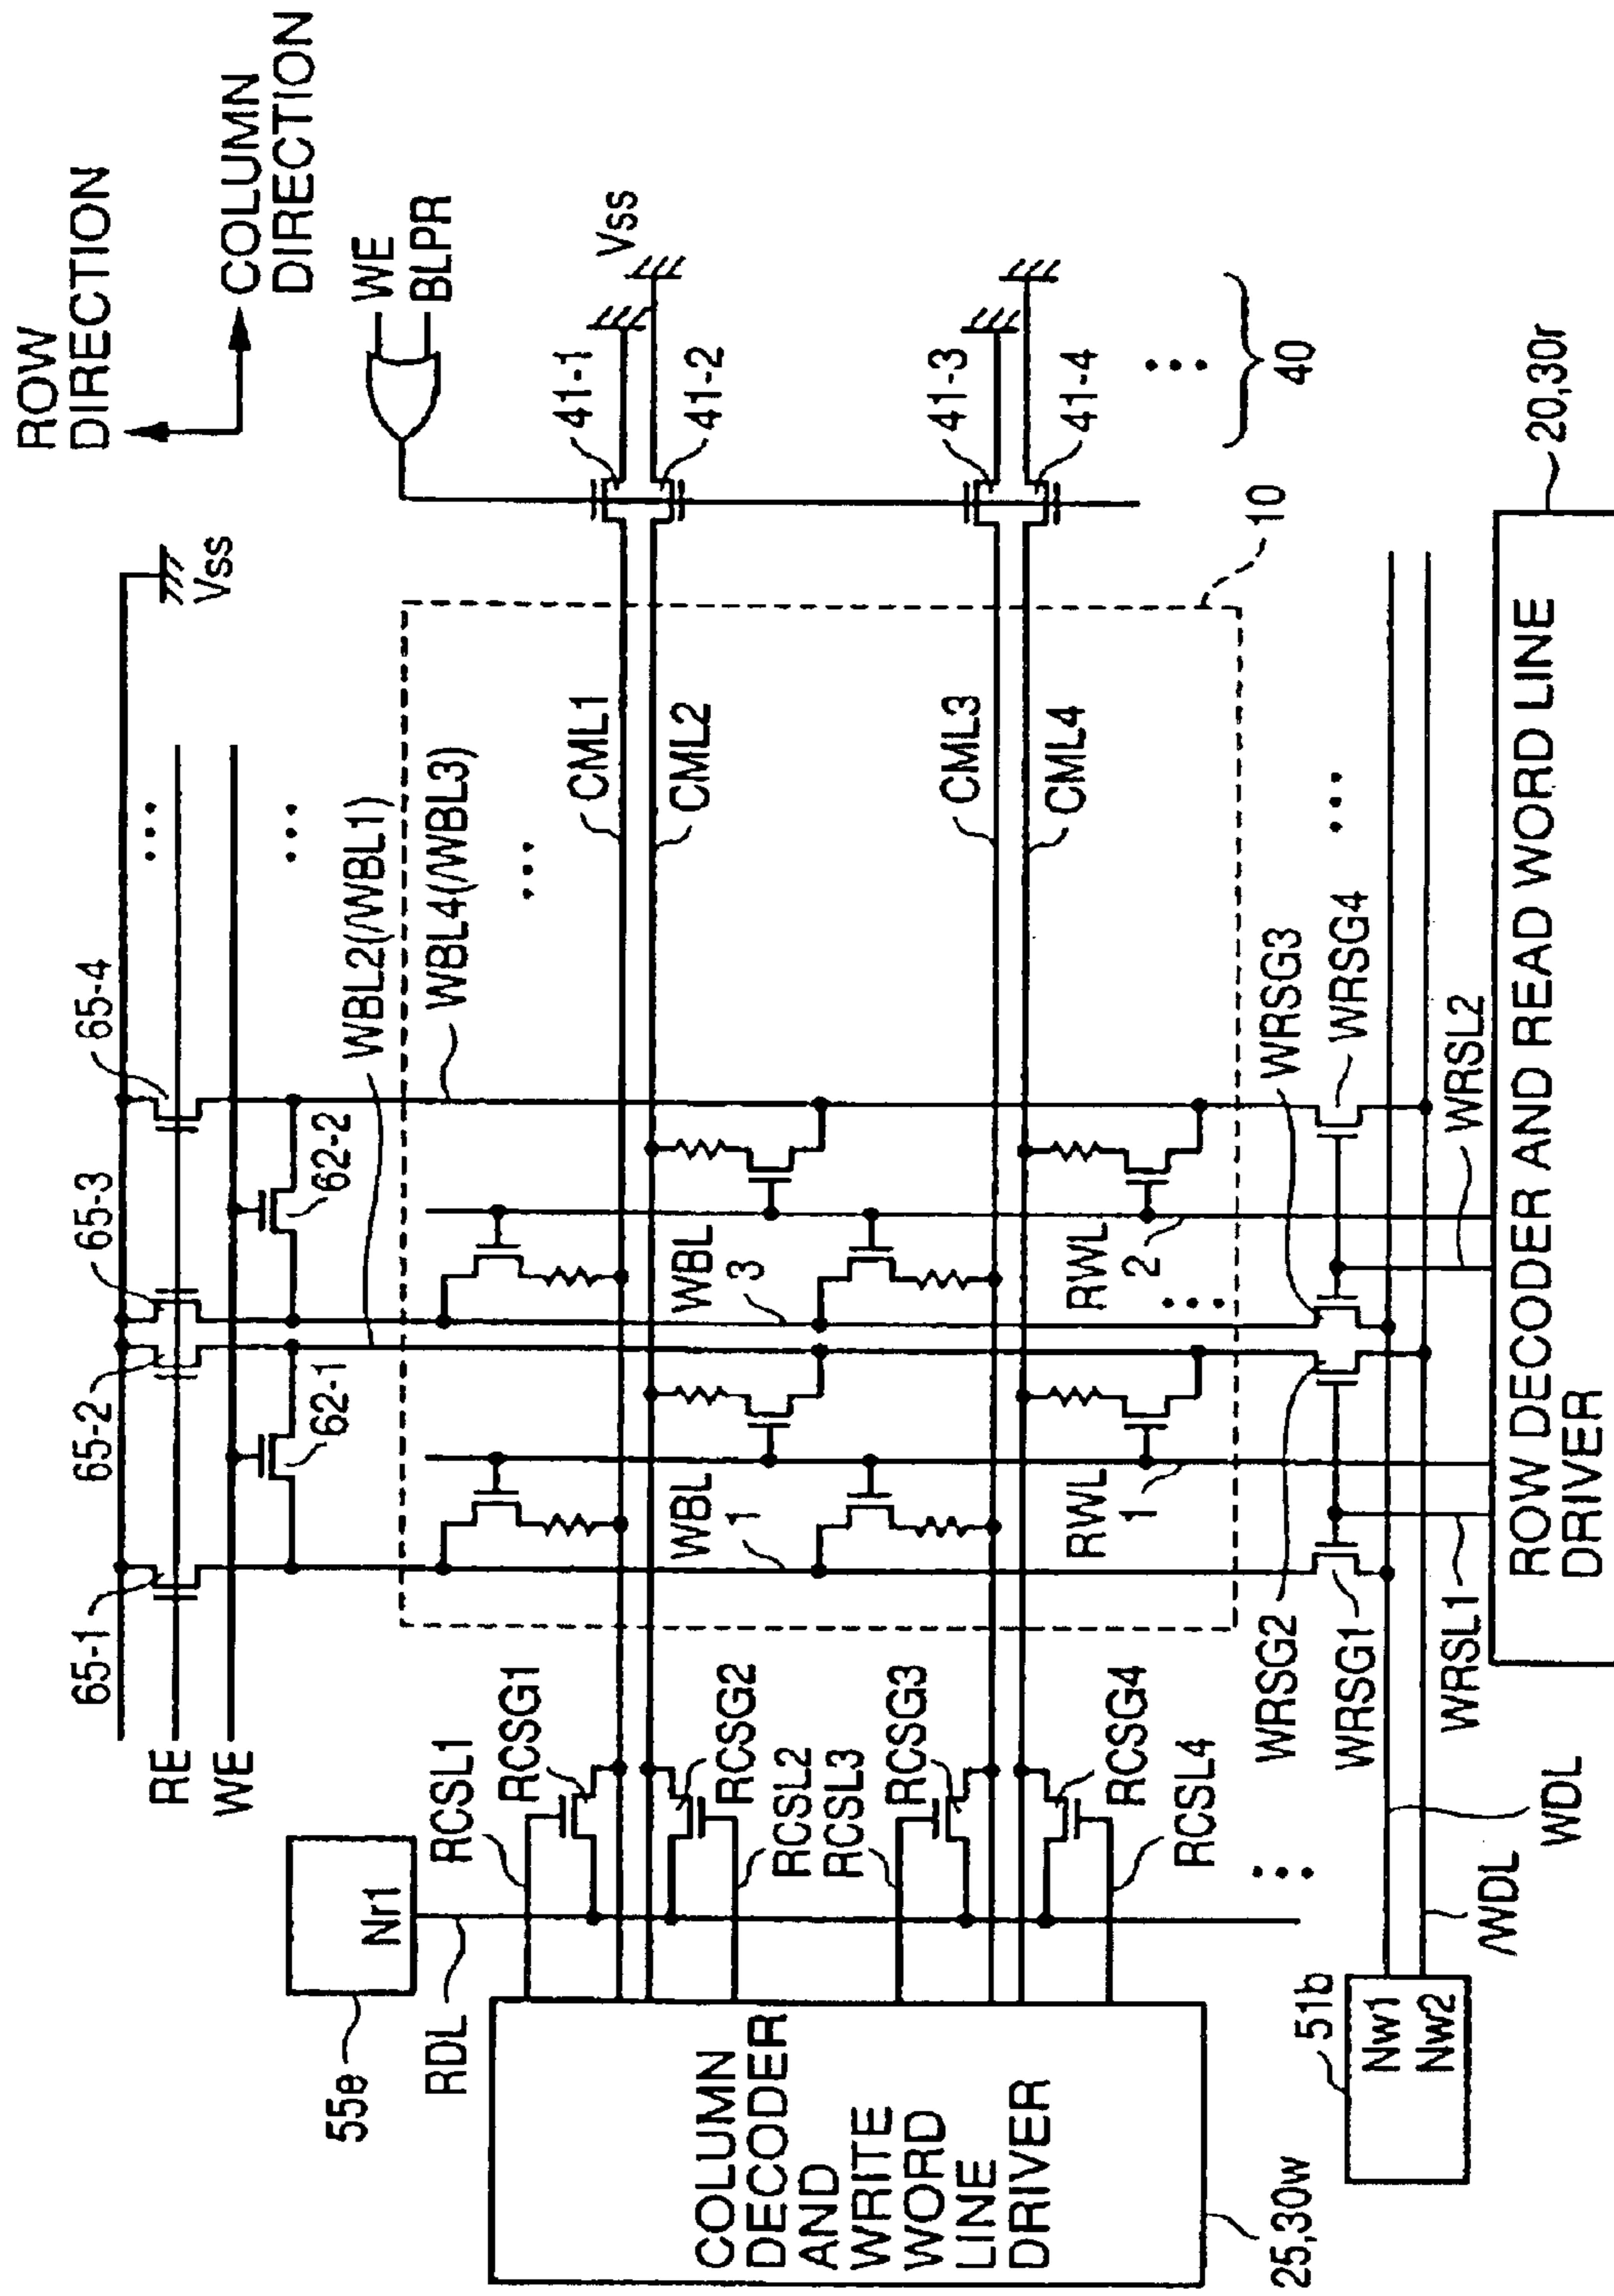 ROW
DIRECTION
COLUMN
DIRECTION
65-1
65-2
65-3
65-4
Vss
RE
WE
62-1
62-2
WBL2(/WBL1)
WBL4(/WBL3)
WE
BLPR
55e
Nr1
RDL
RCSL1
RCSG1
RCSG2
RCSL2
RCSL3
RCSG3
RCSG4
RCSL4
COLUMN
DECODER
AND
WRITE
WORD
LINE
DRIVER
25,30w
CML1
CML2
CML3
CML4
WBL
1
WBL
3
RWL
1
RWL
2
41-1
41-2
Vss
41-3
41-4
40
10
WRSG2
WRSG1
WRSL1
WRSG3
WRSG4
WRSL2
51b
Nw1
Nw2
/WDL
WDL
ROW DECODER AND READ WORD LINE
DRIVER
20,30r